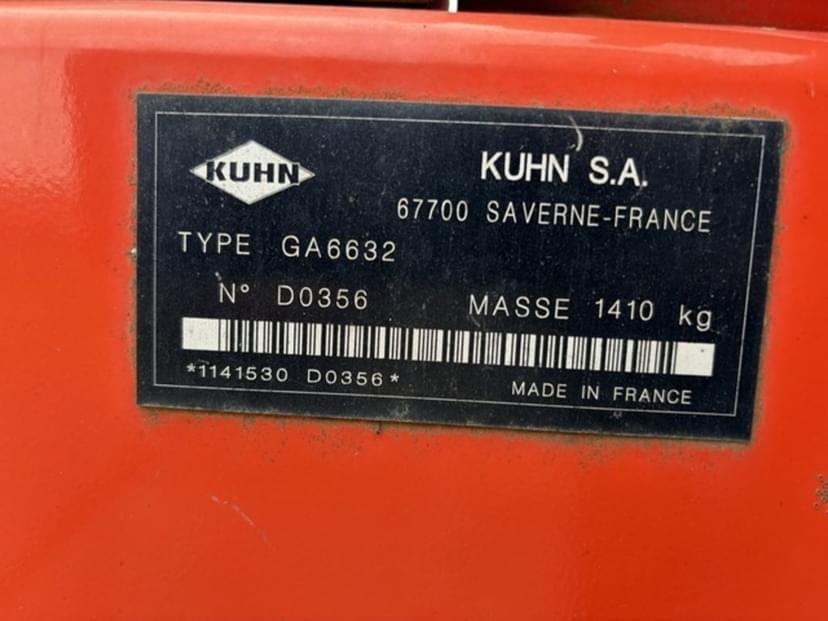 KUHN
KUHN S.A.
67700 SAVERNE-FRANCE
TYPE GA6632
N° D0356 MASSE 1410 kg
*1141530 D0356*
MADE IN FRANCE